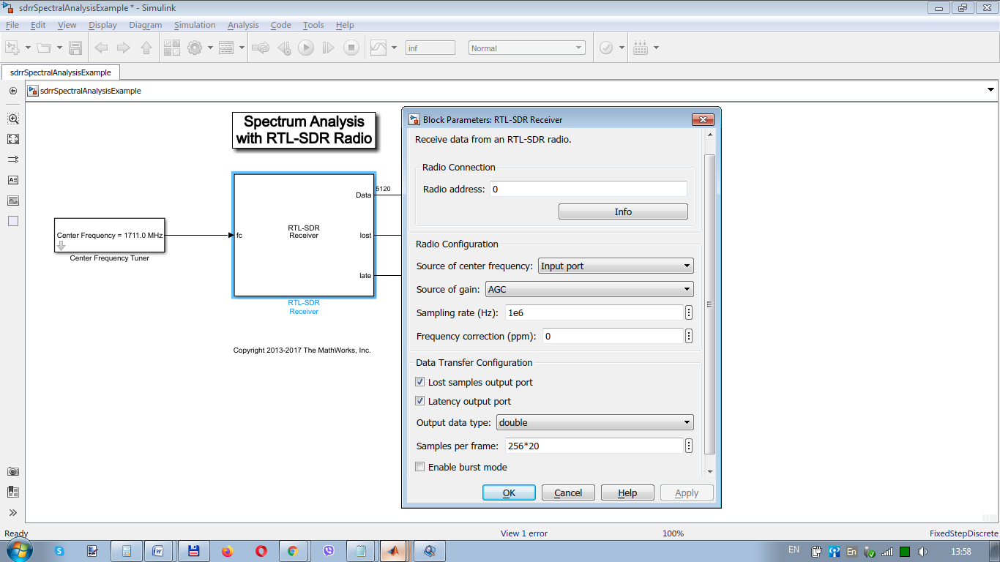 sdrrSpectralAnalysisExample * - Simulink
File Edit View Display Diagram Simulation Analysis Code Tools Help
inf Normal
sdrrSpectralAnalysisExample
sdrrSpectralAnalysisExample
Spectrum Analysis
with RTL-SDR Radio
Center Frequency = 1711.0 MHz
Center Frequency Tuner
fc
RTL-SDR
Receiver
Data
lost
late
5120
RTL-SDR
Receiver
Copyright 2013-2017 The MathWorks, Inc.
Block Parameters: RTL-SDR Receiver
Receive data from an RTL-SDR radio.
Radio Connection
Radio address: 0
Info
Radio Configuration
Source of center frequency: Input port
Source of gain: AGC
Sampling rate (Hz): 1e6
Frequency correction (ppm): 0
Data Transfer Configuration
Lost samples output port
Latency output port
Output data type: double
Samples per frame: 256*20
Enable burst mode
OK Cancel Help Apply
Ready View 1 error 100% FixedStepDiscrete
EN En 13:58